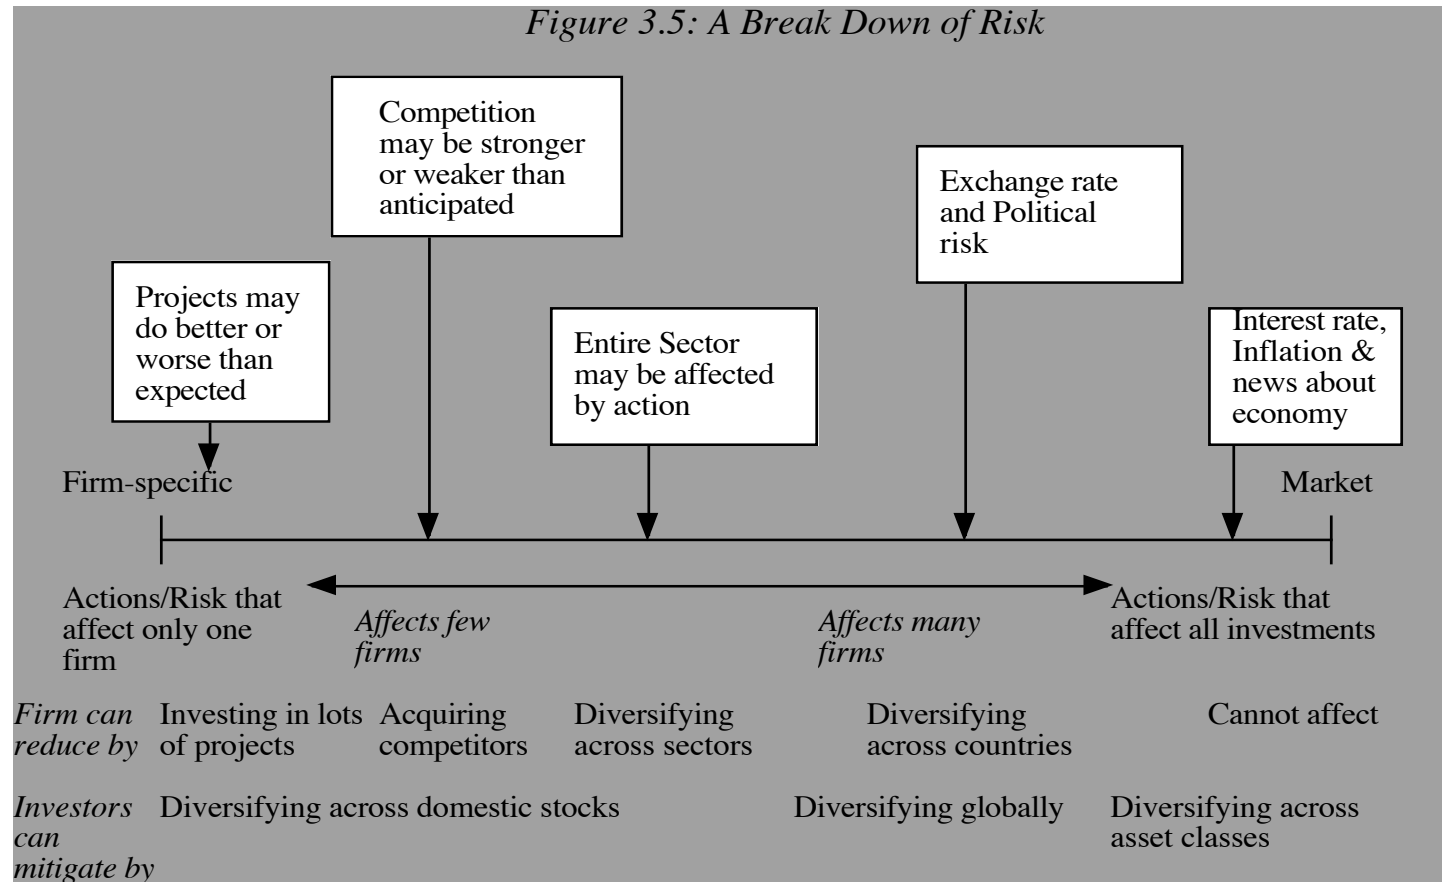 Figure 3.5: A Break Down of Risk
Competition
may be stronger
or weaker than
anticipated
Exchange rate
and Political
risk
Projects may
do better or
worse than
expected
Entire Sector
may be affected
by action
Interest rate,
Inflation &
news about
economy
Firm-specific
Market
Actions/Risk that
affect only one
firm
Affects few
firms
Affects many
firms
Actions/Risk that
affect all investments
Firm can
reduce by
Investing in lots
of projects
Acquiring
competitors
Diversifying
across sectors
Diversifying
across countries
Cannot affect
Investors
can
mitigate by
Diversifying across domestic stocks
Diversifying globally
Diversifying across
asset classes